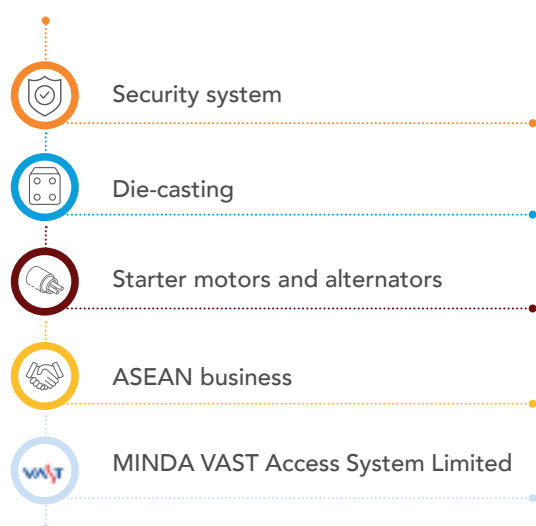 Security system
Die-casting
Starter motors and alternators
ASEAN business
VAST
MINDA VAST Access System Limited